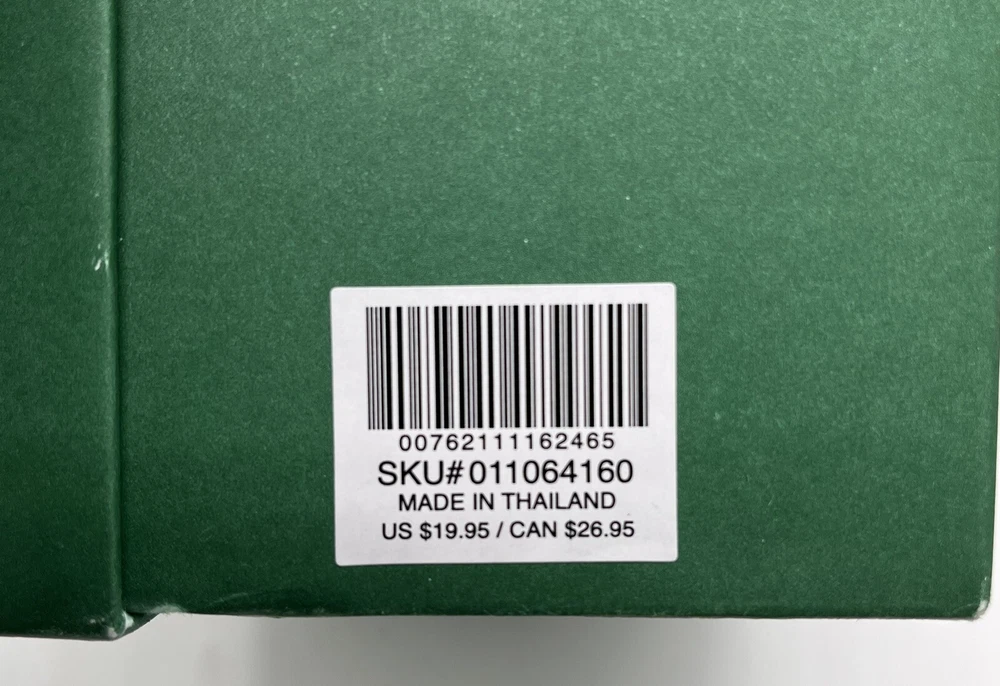 00762111162465
SKU# 011064160
MADE IN THAILAND
US $19.95 / CAN $26.95